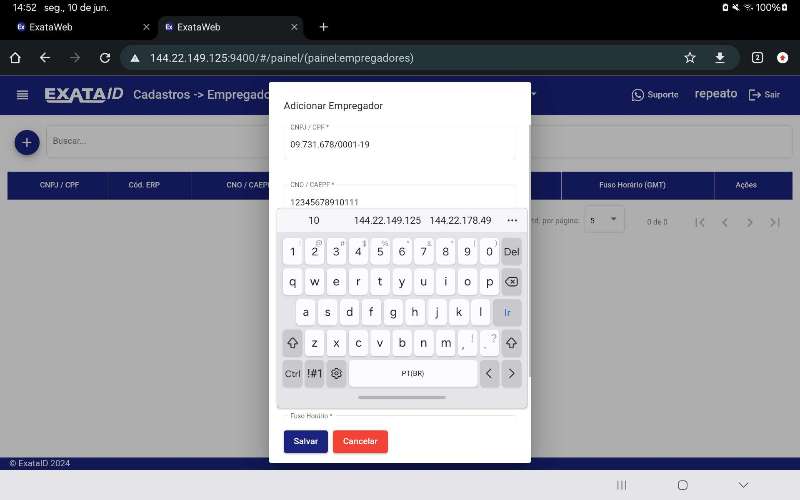 14:52 seg., 10 de jun. 100%
ExataWeb
ExataWeb
144.22.149.125:9400/#/painel/(painel:empregadores)
2
EXATAID Cadastros -> Empregado
Suporte repeato Sair
Adicionar Empregador
CNPJ / CPF *
09.731.678/0001-19
CNO / CAEPF *
12345678910111
Buscar...
CNPJ / CPF Cód. ERP CNO / CAEPF Fuso Horário (GMT) Ações
por página: 5 0 de 0
10 144.22.149.125 144.22.178.49 ...
1 2 3 4 5 6 7 8 9 0 Del
q w e r t y u i o p
a s d f g h j k l Ir
z x c v b n m , ! . ?
Ctrl !#1 PT(BR) < >
Fuso Horário *
Salvar Cancelar
© ExataID 2024